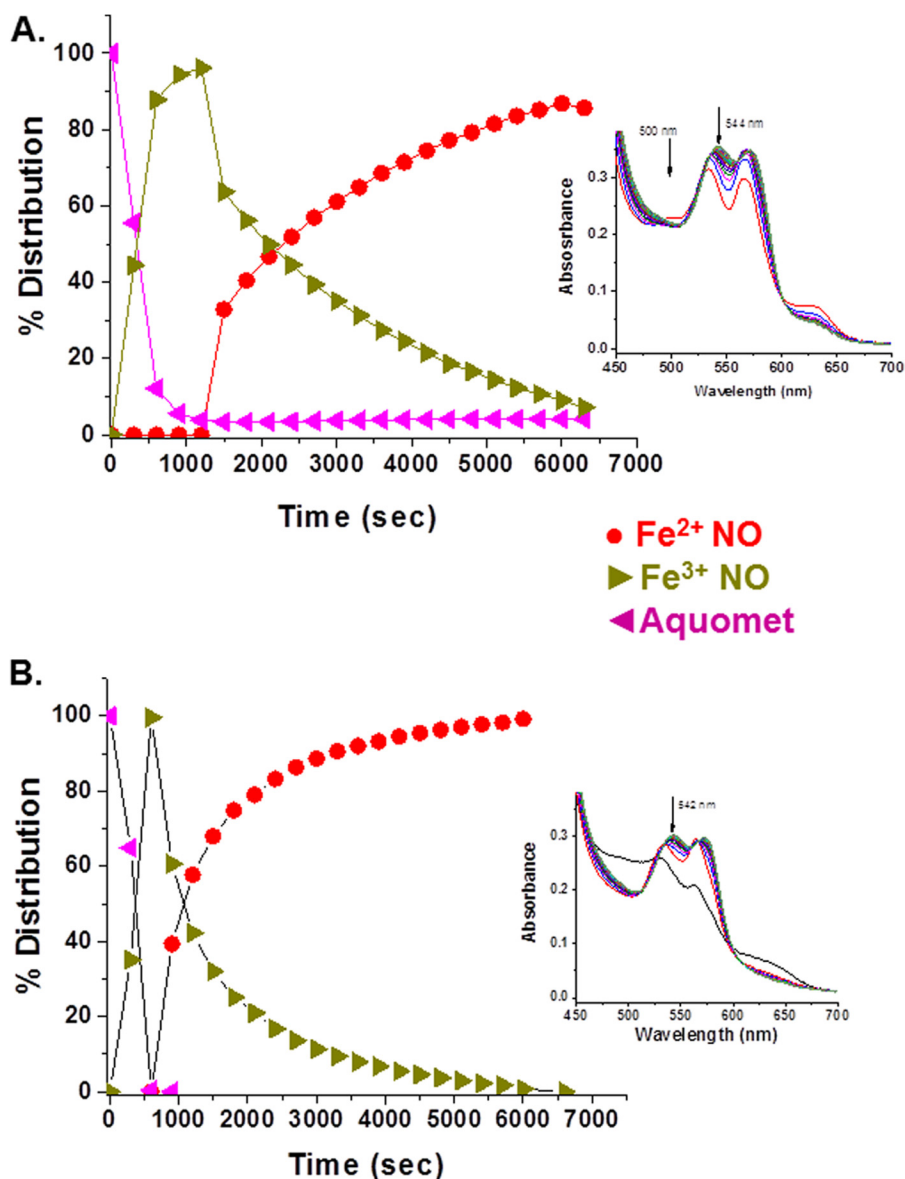 A.
100
80
60
40
20
0
% Distribution
0 1000 2000 3000 4000 5000 6000 7000
Time (sec)
500 nm
544 nm
0.3
0.2
0.1
0.0
Absorbance
450 500 550 600 650 700
Wavelength (nm)
Fe²⁺ NO
Fe³⁺ NO
Aquomet
B.
100
80
60
40
20
0
% Distribution
0 1000 2000 3000 4000 5000 6000 7000
Time (sec)
542 nm
0.3
0.2
0.1
0.0
Absorbance
450 500 550 600 650 700
Wavelength (nm)